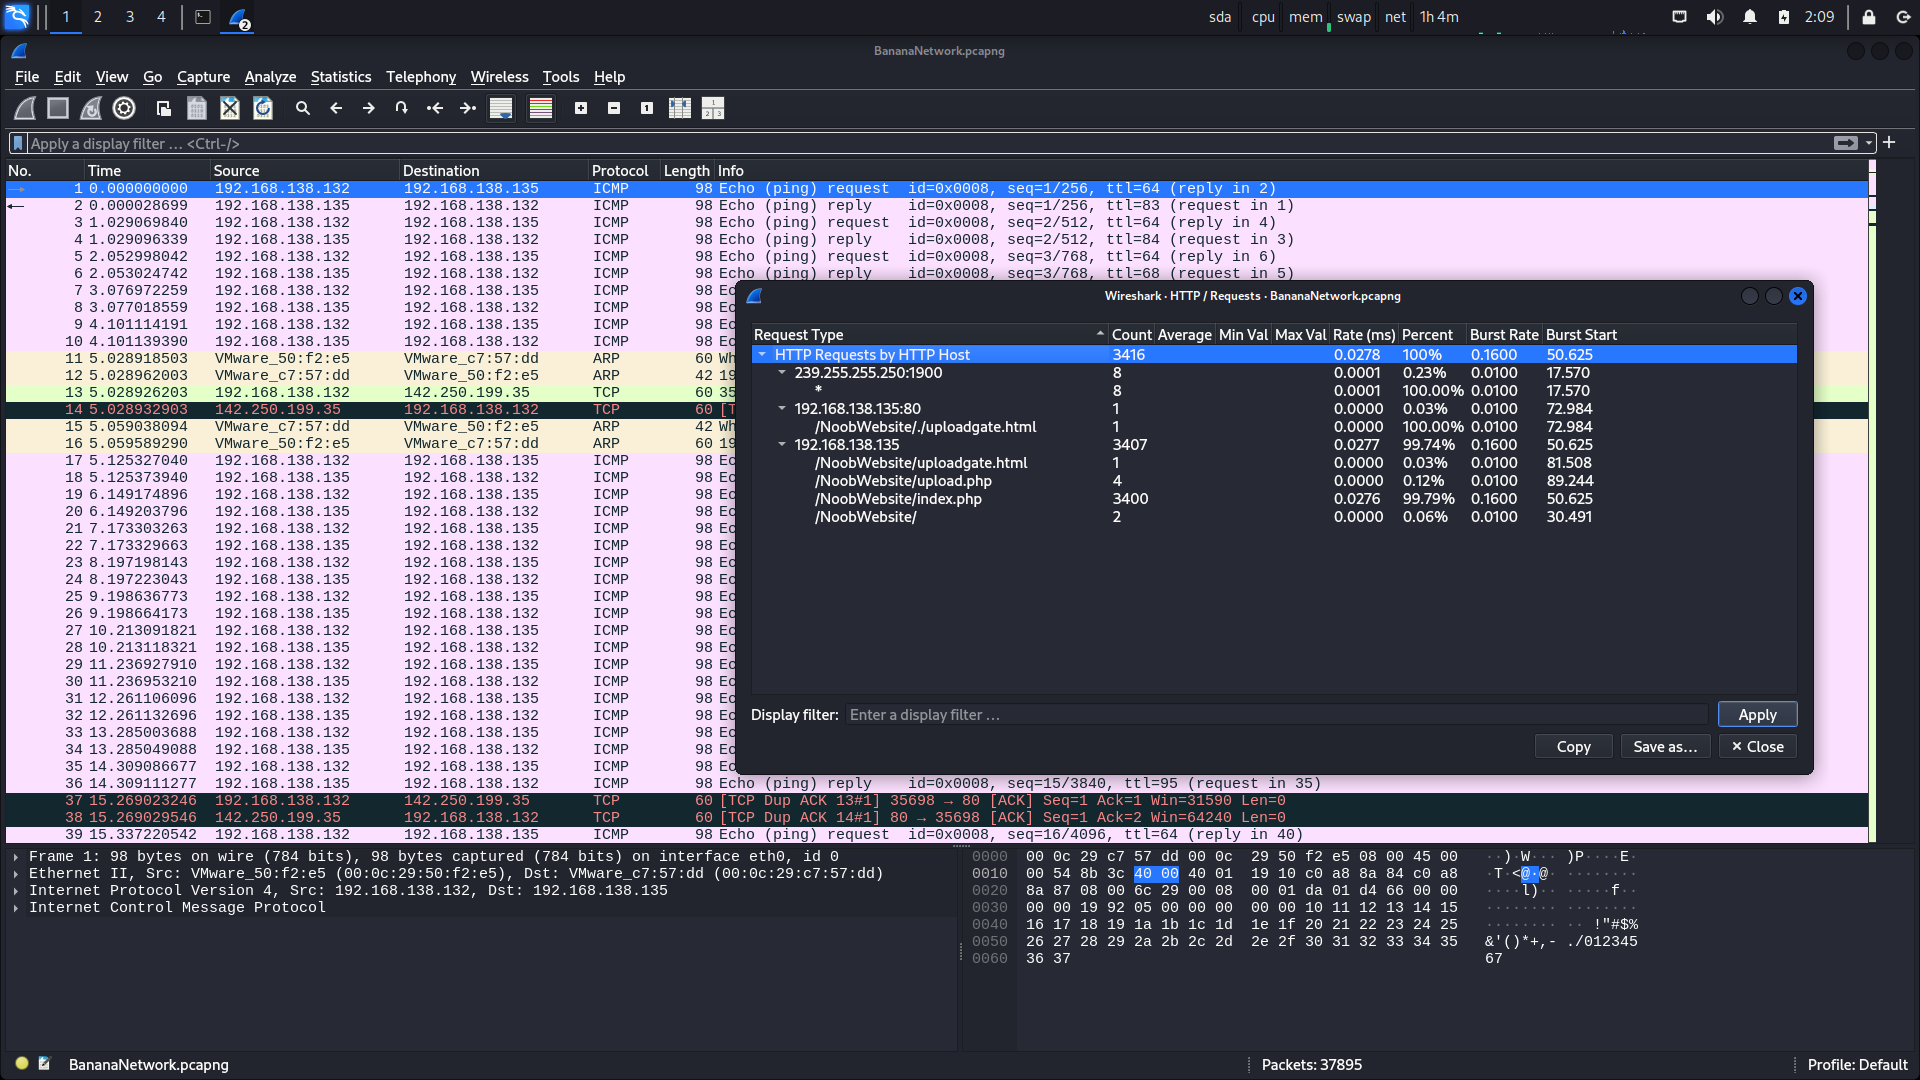 1 2 3 4 2 sda cpu mem swap net 1h 4m 2:09
BananaNetwork.pcapng
File Edit View Go Capture Analyze Statistics Telephony Wireless Tools Help
Apply a display filter … <Ctrl-/>
No. Time Source Destination Protocol Length Info
1 0.000000000 192.168.138.132 192.168.138.135 ICMP 98 Echo (ping) request id=0x0008, seq=1/256, ttl=64 (reply in 2)
2 0.000028699 192.168.138.135 192.168.138.132 ICMP 98 Echo (ping) reply id=0x0008, seq=1/256, ttl=83 (request in 1)
3 1.029069840 192.168.138.132 192.168.138.135 ICMP 98 Echo (ping) request id=0x0008, seq=2/512, ttl=64 (reply in 4)
4 1.029096339 192.168.138.135 192.168.138.132 ICMP 98 Echo (ping) reply id=0x0008, seq=2/512, ttl=84 (request in 3)
5 2.052998042 192.168.138.132 192.168.138.135 ICMP 98 Echo (ping) request id=0x0008, seq=3/768, ttl=64 (reply in 6)
6 2.053024742 192.168.138.135 192.168.138.132 ICMP 98 Echo (ping) reply id=0x0008, seq=3/768, ttl=68 (request in 5)
7 3.076972259 192.168.138.132 192.168.138.135 ICMP 98 Ec
8 3.077018559 192.168.138.135 192.168.138.132 ICMP 98 Ec
9 4.101114191 192.168.138.132 192.168.138.135 ICMP 98 Ec
10 4.101139390 192.168.138.135 192.168.138.132 ICMP 98 Ec
11 5.028918503 VMware_50:f2:e5 VMware_c7:57:dd ARP 60 Wh
12 5.028962003 VMware_c7:57:dd VMware_50:f2:e5 ARP 42 19
13 5.028926203 192.168.138.132 142.250.199.35 TCP 60 35
14 5.028932903 142.250.199.35 192.168.138.132 TCP 60 [T
15 5.059038094 VMware_c7:57:dd VMware_50:f2:e5 ARP 42 Wh
16 5.059589290 VMware_50:f2:e5 VMware_c7:57:dd ARP 60 19
17 5.125327040 192.168.138.132 192.168.138.135 ICMP 98 Ec
18 5.125373940 192.168.138.135 192.168.138.132 ICMP 98 Ec
19 6.149174896 192.168.138.132 192.168.138.135 ICMP 98 Ec
20 6.149203796 192.168.138.135 192.168.138.132 ICMP 98 Ec
21 7.173303263 192.168.138.132 192.168.138.135 ICMP 98 Ec
22 7.173329663 192.168.138.135 192.168.138.132 ICMP 98 Ec
23 8.197198143 192.168.138.132 192.168.138.135 ICMP 98 Ec
24 8.197223043 192.168.138.135 192.168.138.132 ICMP 98 Ec
25 9.198636773 192.168.138.132 192.168.138.135 ICMP 98 Ec
26 9.198664173 192.168.138.135 192.168.138.132 ICMP 98 Ec
27 10.213091821 192.168.138.132 192.168.138.135 ICMP 98 Ec
28 10.213118321 192.168.138.135 192.168.138.132 ICMP 98 Ec
29 11.236927910 192.168.138.132 192.168.138.135 ICMP 98 Ec
30 11.236953210 192.168.138.135 192.168.138.132 ICMP 98 Ec
31 12.261106096 192.168.138.132 192.168.138.135 ICMP 98 Ec
32 12.261132696 192.168.138.135 192.168.138.132 ICMP 98 Ec
33 13.285003688 192.168.138.132 192.168.138.135 ICMP 98 Ec
34 13.285049088 192.168.138.135 192.168.138.132 ICMP 98 Ec
35 14.309086677 192.168.138.132 192.168.138.135 ICMP 98 Ec
36 14.309111277 192.168.138.135 192.168.138.132 ICMP 98 Echo (ping) reply id=0x0008, seq=15/3840, ttl=95 (request in 35)
37 15.269023246 192.168.138.132 142.250.199.35 TCP 60 [TCP Dup ACK 13#1] 35698 → 80 [ACK] Seq=1 Ack=1 Win=31590 Len=0
38 15.269029546 142.250.199.35 192.168.138.132 TCP 60 [TCP Dup ACK 14#1] 80 → 35698 [ACK] Seq=1 Ack=2 Win=64240 Len=0
39 15.337220542 192.168.138.132 192.168.138.135 ICMP 98 Echo (ping) request id=0x0008, seq=16/4096, ttl=64 (reply in 40)
Wireshark · HTTP / Requests · BananaNetwork.pcapng
Request Type Count Average Min Val Max Val Rate (ms) Percent Burst Rate Burst Start
HTTP Requests by HTTP Host 3416 0.0278 100% 0.1600 50.625
239.255.255.250:1900 8 0.0001 0.23% 0.0100 17.570
* 8 0.0001 100.00% 0.0100 17.570
192.168.138.135:80 1 0.0000 0.03% 0.0100 72.984
/NoobWebsite/./uploadgate.html 1 0.0000 100.00% 0.0100 72.984
192.168.138.135 3407 0.0277 99.74% 0.1600 50.625
/NoobWebsite/uploadgate.html 1 0.0000 0.03% 0.0100 81.508
/NoobWebsite/upload.php 4 0.0000 0.12% 0.0100 89.244
/NoobWebsite/index.php 3400 0.0276 99.79% 0.1600 50.625
/NoobWebsite/ 2 0.0000 0.06% 0.0100 30.491
Display filter: Enter a display filter … Apply
Copy Save as… Close
Frame 1: 98 bytes on wire (784 bits), 98 bytes captured (784 bits) on interface eth0, id 0
Ethernet II, Src: VMware_50:f2:e5 (00:0c:29:50:f2:e5), Dst: VMware_c7:57:dd (00:0c:29:c7:57:dd)
Internet Protocol Version 4, Src: 192.168.138.132, Dst: 192.168.138.135
Internet Control Message Protocol
0000 00 0c 29 c7 57 dd 00 0c 29 50 f2 e5 08 00 45 00 ··)·W··· )P····E·
0010 00 54 8b 3c 40 00 40 01 19 10 c0 a8 8a 84 c0 a8 ·T·<@·@· ········
0020 8a 87 08 00 6c 29 00 08 00 01 da 01 d4 66 00 00 ····l)·· ·····f··
0030 00 00 19 92 05 00 00 00 00 00 10 11 12 13 14 15 ········ ········
0040 16 17 18 19 1a 1b 1c 1d 1e 1f 20 21 22 23 24 25 ········ ·· !"#$%
0050 26 27 28 29 2a 2b 2c 2d 2e 2f 30 31 32 33 34 35 &'()*+,- ./012345
0060 36 37 67
BananaNetwork.pcapng Packets: 37895 Profile: Default